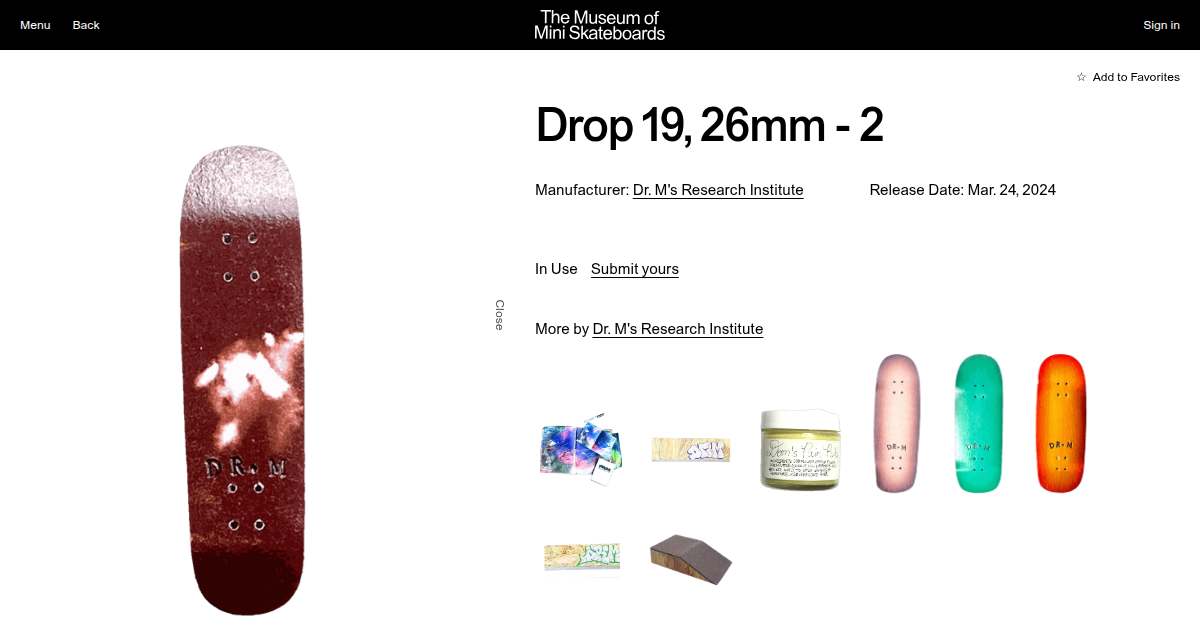 Menu
Back
The Museum of
Mini Skateboards
Sign in
☆ Add to Favorites
Drop 19, 26mm - 2
Manufacturer: Dr. M's Research Institute
Release Date: Mar. 24, 2024
In Use
Submit yours
Close
More by Dr. M's Research Institute
DR•M
DR•M
DR•M
DR•M